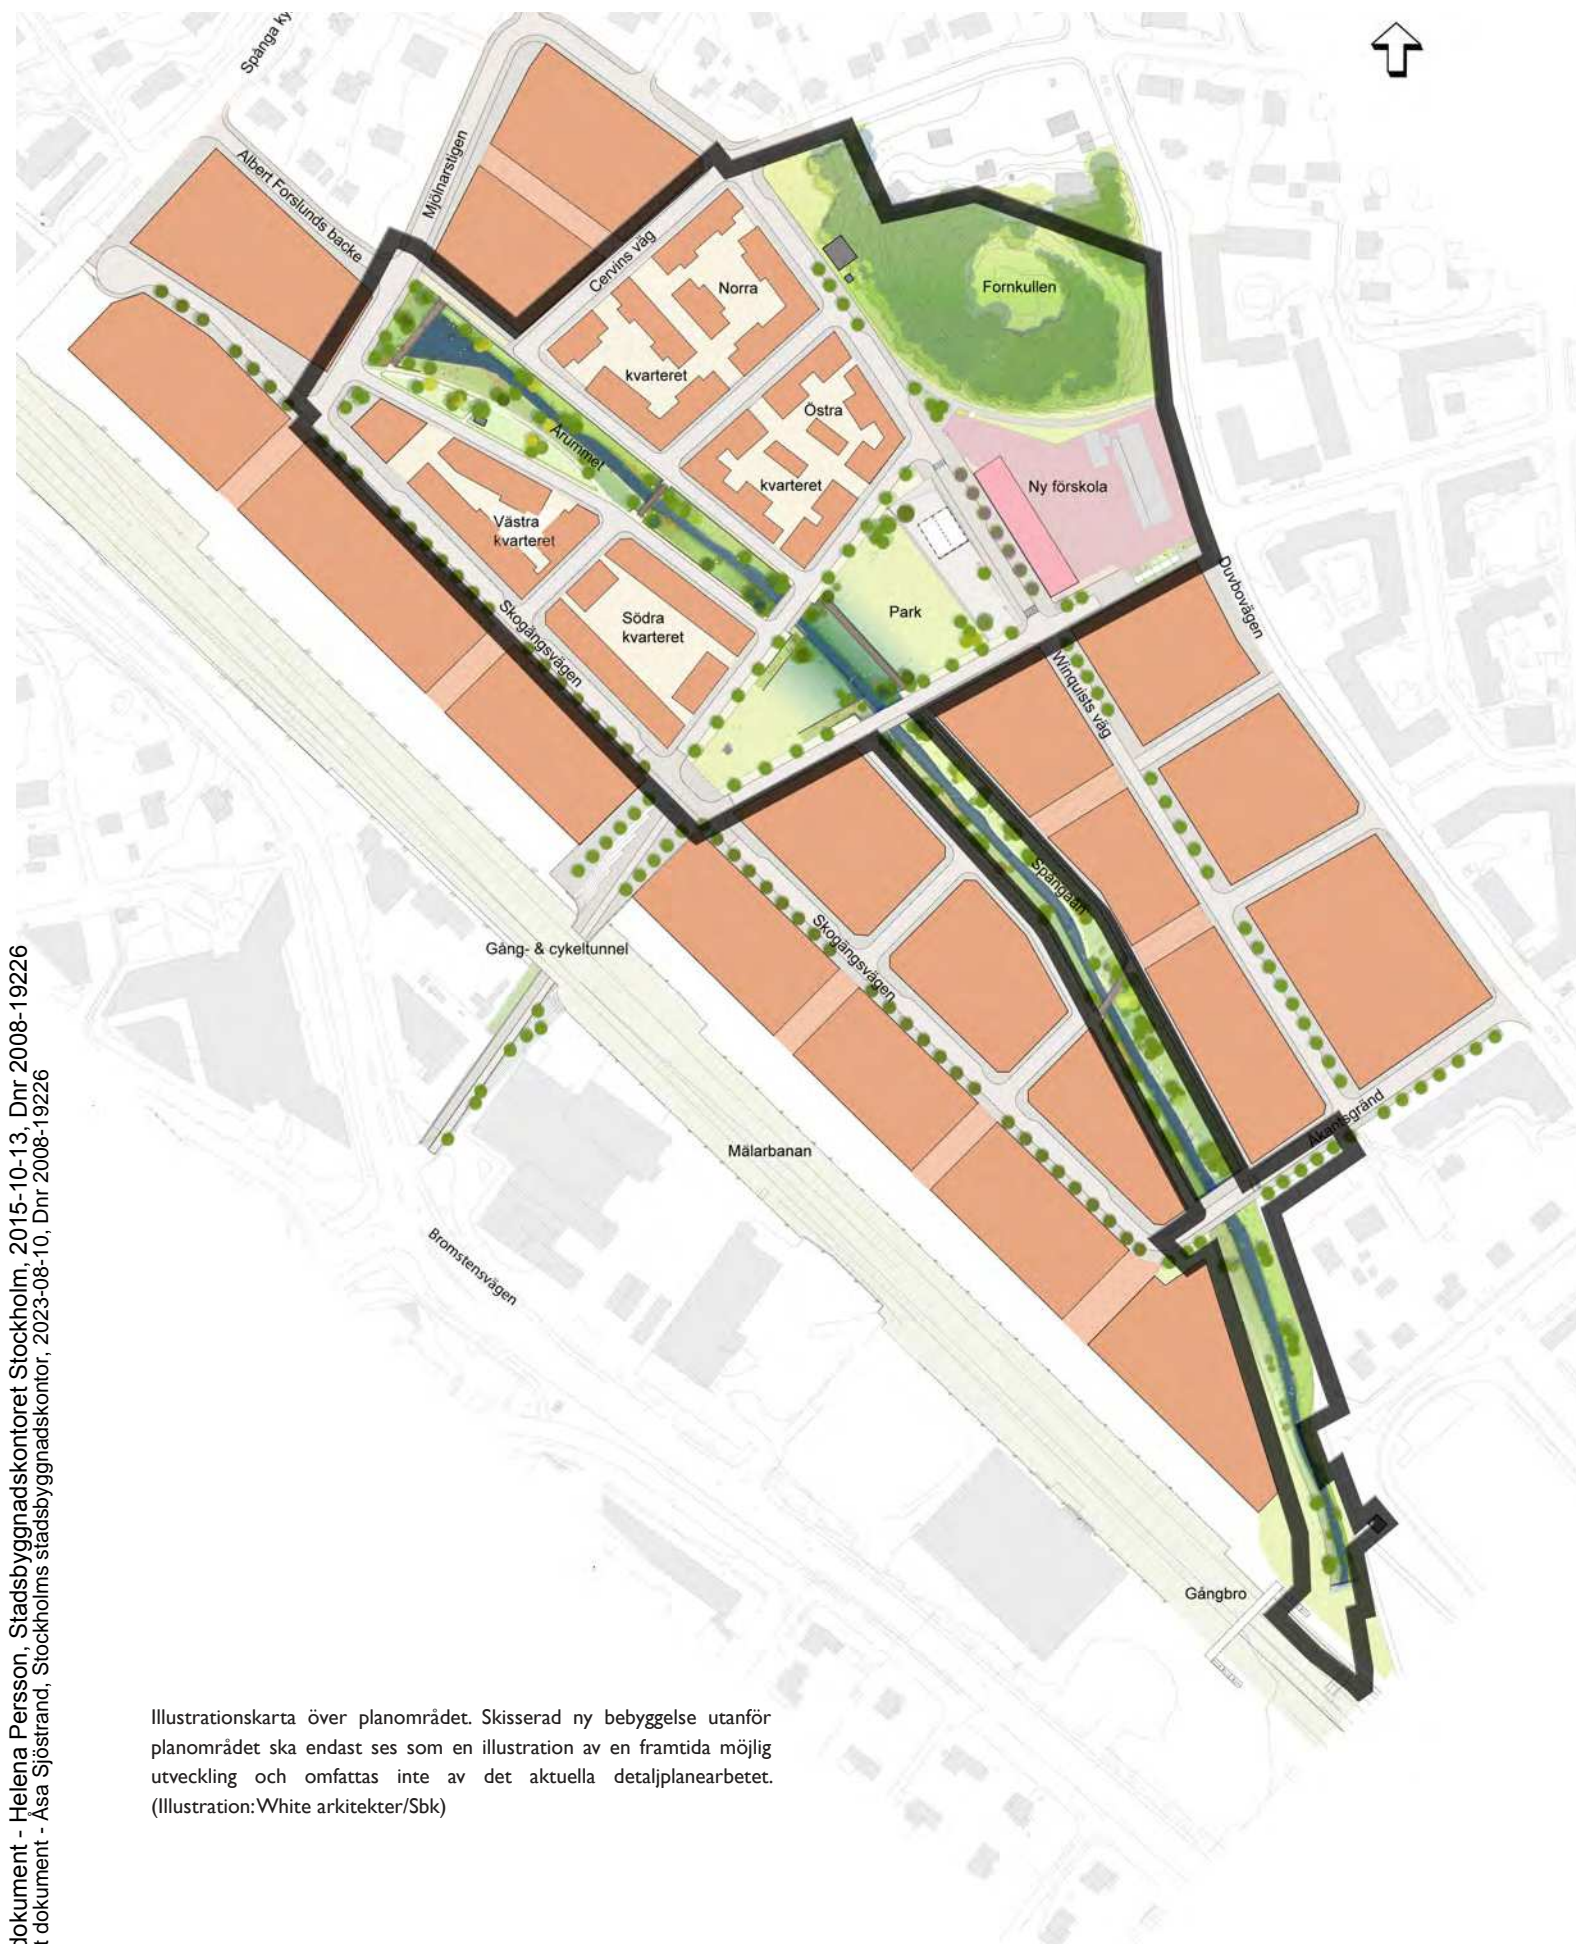 Spånga ky
Albert Forslunds backe
Mjölnarstigen
Cervins väg
Norra
kvarteret
Fornkullen
Östra
kvarteret
Årummet
Ny förskola
Västra
kvarteret
Södra
kvarteret
Park
Skogängsvägen
Duvbovägen
Winquists väg
Spångaån
Skogängsvägen
Gång- & cykeltunnel
Mälarbanan
Akantsgränd
Bromstensvägen
Gångbro
Illustrationskarta över planområdet. Skisserad ny bebyggelse utanför
planområdet ska endast ses som en illustration av en framtida möjlig
utveckling och omfattas inte av det aktuella detaljplanearbetet.
(Illustration: White arkitekter/Sbk)
dokument - Helena Persson, Stadsbyggnadskontoret Stockholm, 2015-10-13, Dnr 2008-19226
t dokument - Åsa Sjöstrand, Stockholms stadsbyggnadskontor, 2023-08-10, Dnr 2008-19226